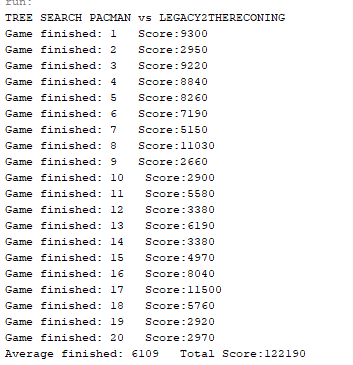 run:
TREE SEARCH PACMAN vs LEGACY2THERECONING
Game finished: 1   Score:9300
Game finished: 2   Score:2950
Game finished: 3   Score:9220
Game finished: 4   Score:8840
Game finished: 5   Score:8260
Game finished: 6   Score:7190
Game finished: 7   Score:5150
Game finished: 8   Score:11030
Game finished: 9   Score:2660
Game finished: 10   Score:2900
Game finished: 11   Score:5580
Game finished: 12   Score:3380
Game finished: 13   Score:6190
Game finished: 14   Score:3380
Game finished: 15   Score:4970
Game finished: 16   Score:8040
Game finished: 17   Score:11500
Game finished: 18   Score:5760
Game finished: 19   Score:2920
Game finished: 20   Score:2970
Average finished: 6109   Total Score:122190